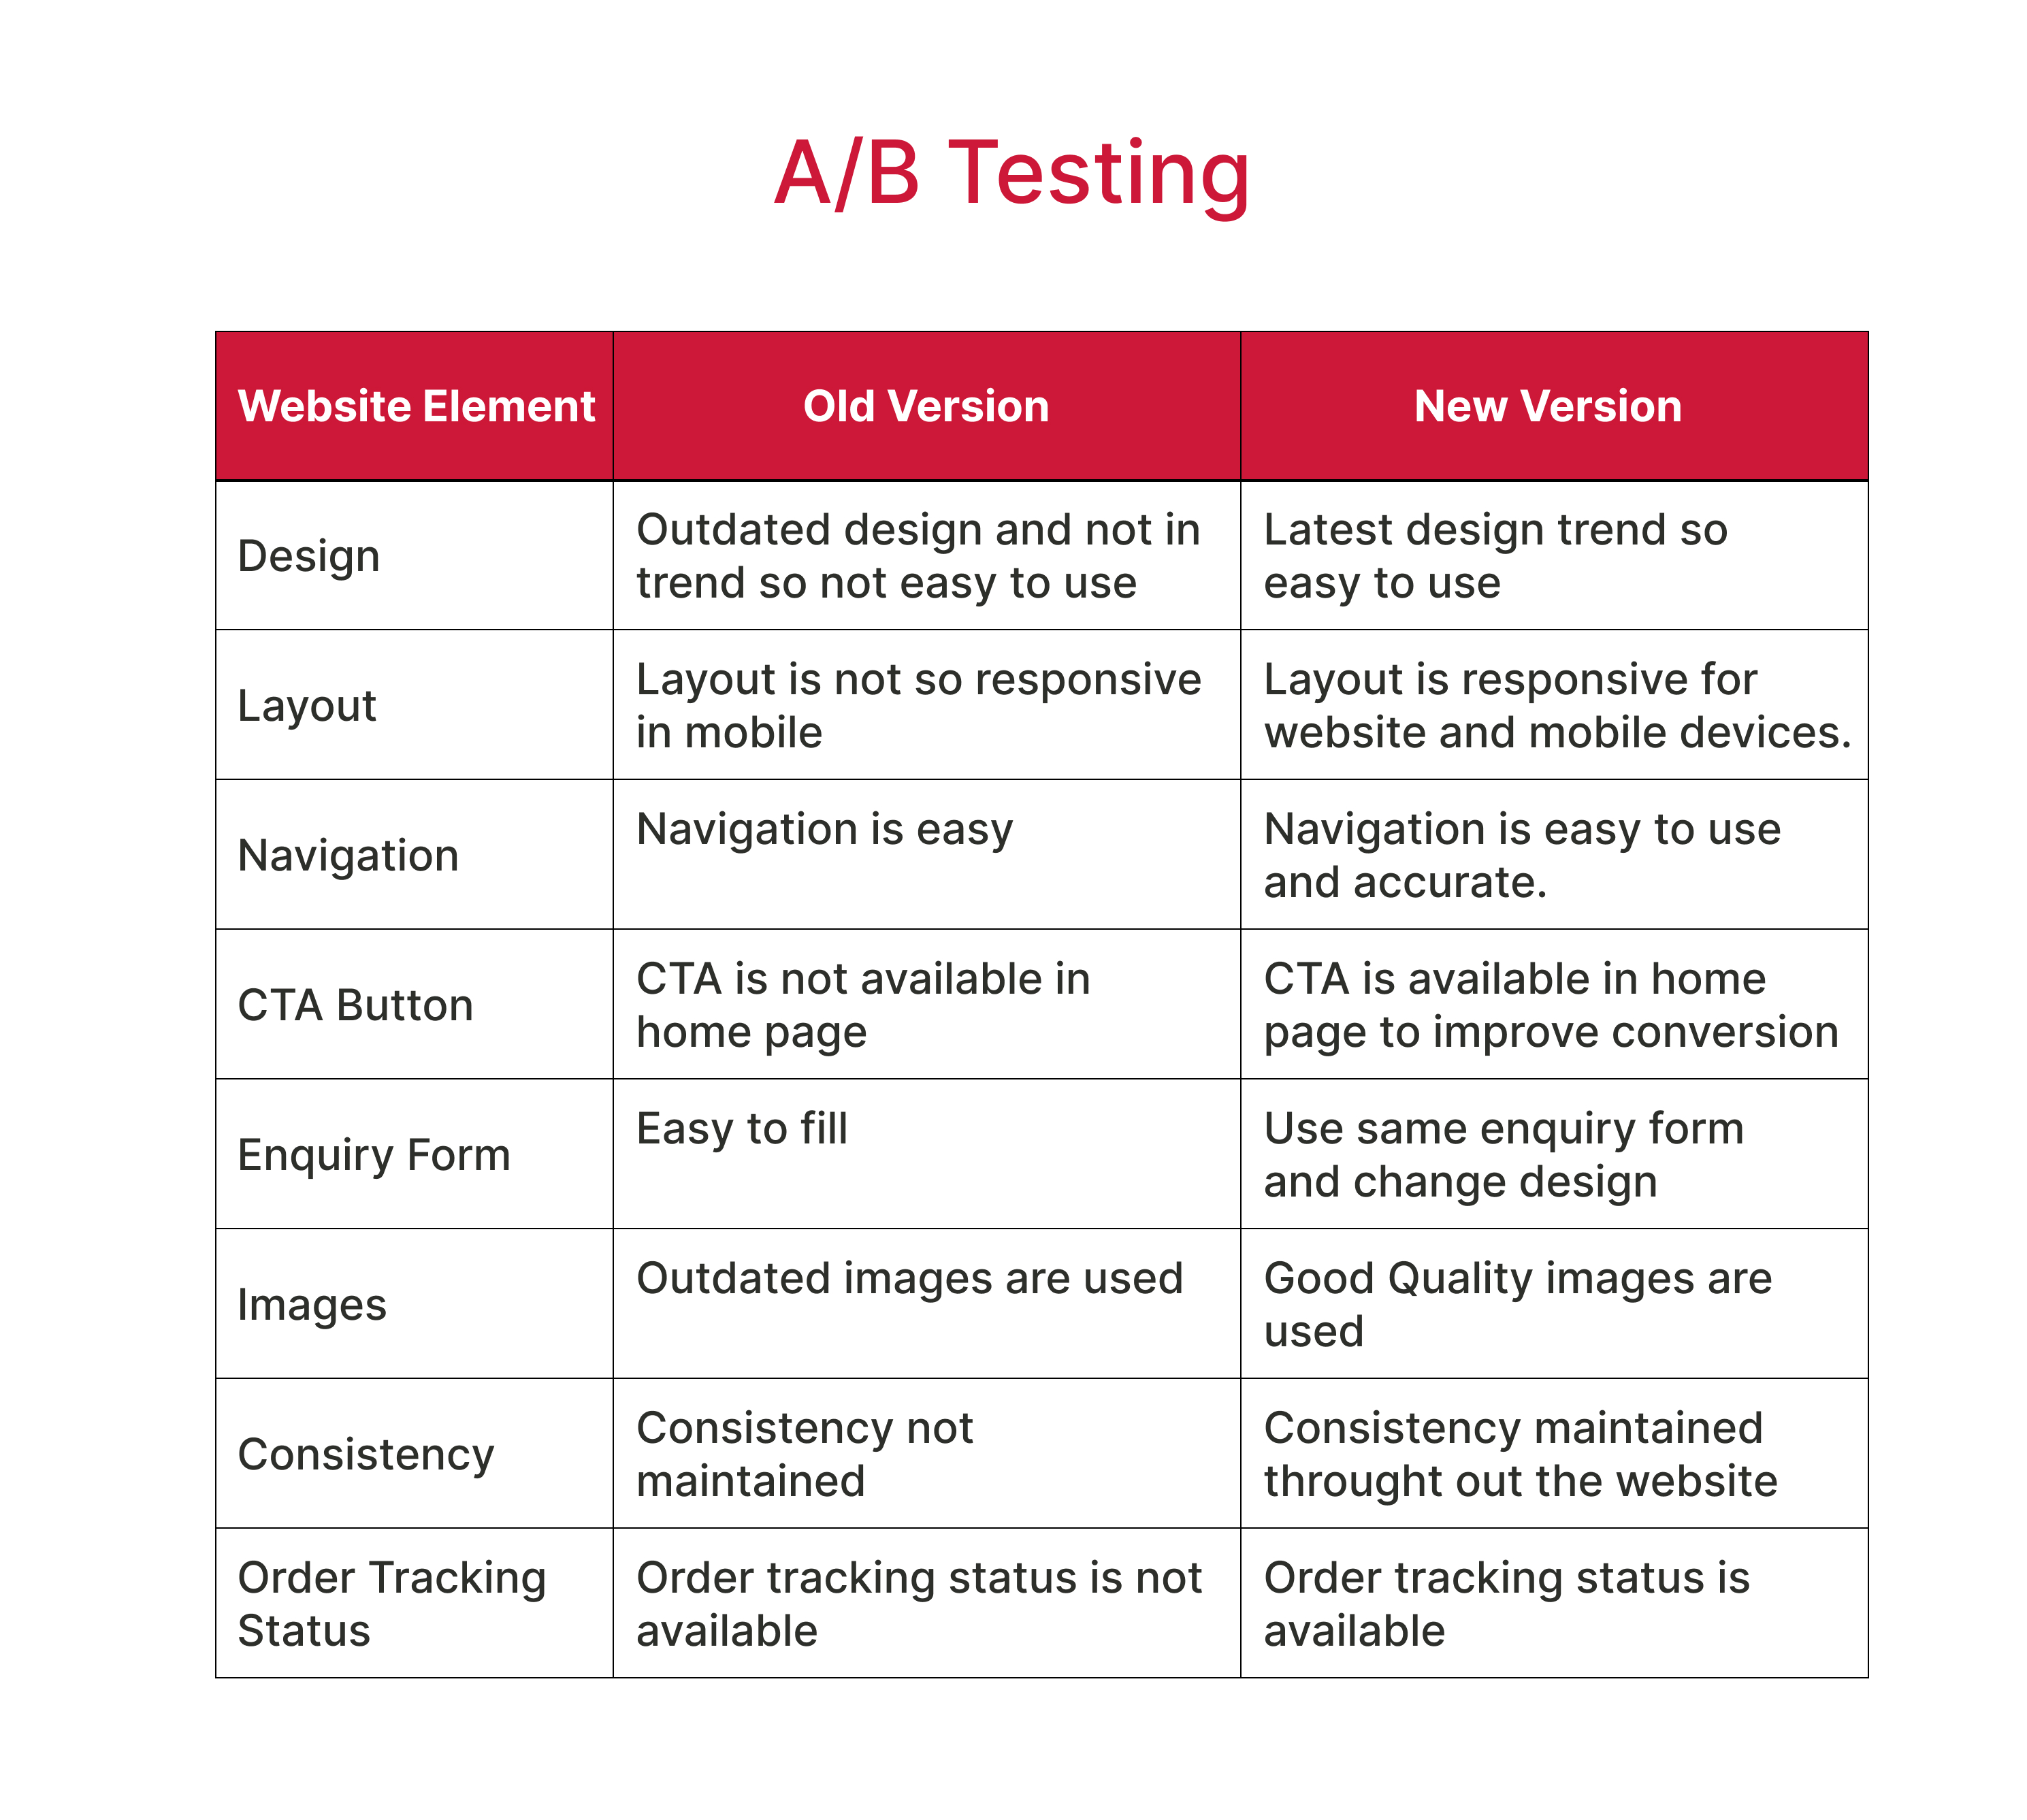 A/B Testing
Website Element
Old Version
New Version
Design
Outdated design and not in
trend so not easy to use
Latest design trend so
easy to use
Layout
Layout is not so responsive
in mobile
Layout is responsive for
website and mobile devices.
Navigation
Navigation is easy
Navigation is easy to use
and accurate.
CTA Button
CTA is not available in
home page
CTA is available in home
page to improve conversion
Enquiry Form
Easy to fill
Use same enquiry form
and change design
Images
Outdated images are used
Good Quality images are
used
Consistency
Consistency not
maintained
Consistency maintained
throught out the website
Order Tracking
Status
Order tracking status is not
available
Order tracking status is
available